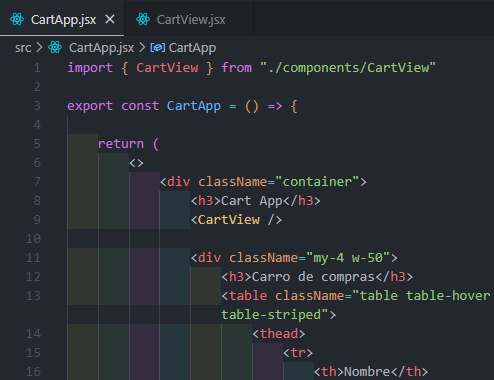 CartApp.jsx × CartView.jsx
src > CartApp.jsx > CartApp
1 import { CartView } from "./components/CartView"
2
3 export const CartApp = () => {
4
5 return (
6 <>
7 <div className="container">
8 <h3>Cart App</h3>
9 <CartView />
10
11 <div className="my-4 w-50">
12 <h3>Carro de compras</h3>
13 <table className="table table-hover
table-striped">
14 <thead>
15 <tr>
16 <th>Nombre</th>